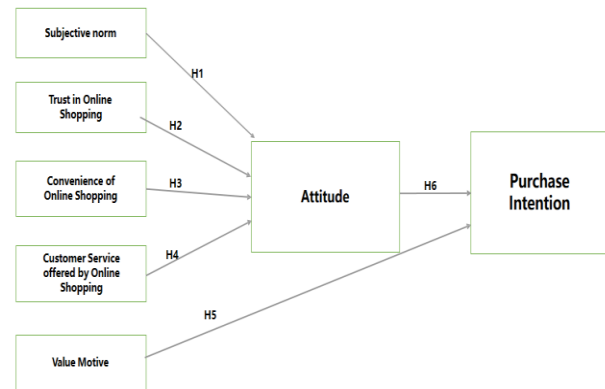 Subjective norm
H1
Trust in Online
Shopping
H2
Convenience of
Online Shopping
H3
Customer Service
offered by Online
Shopping
H4
Value Motive
H5
Attitude
H6
Purchase
Intention